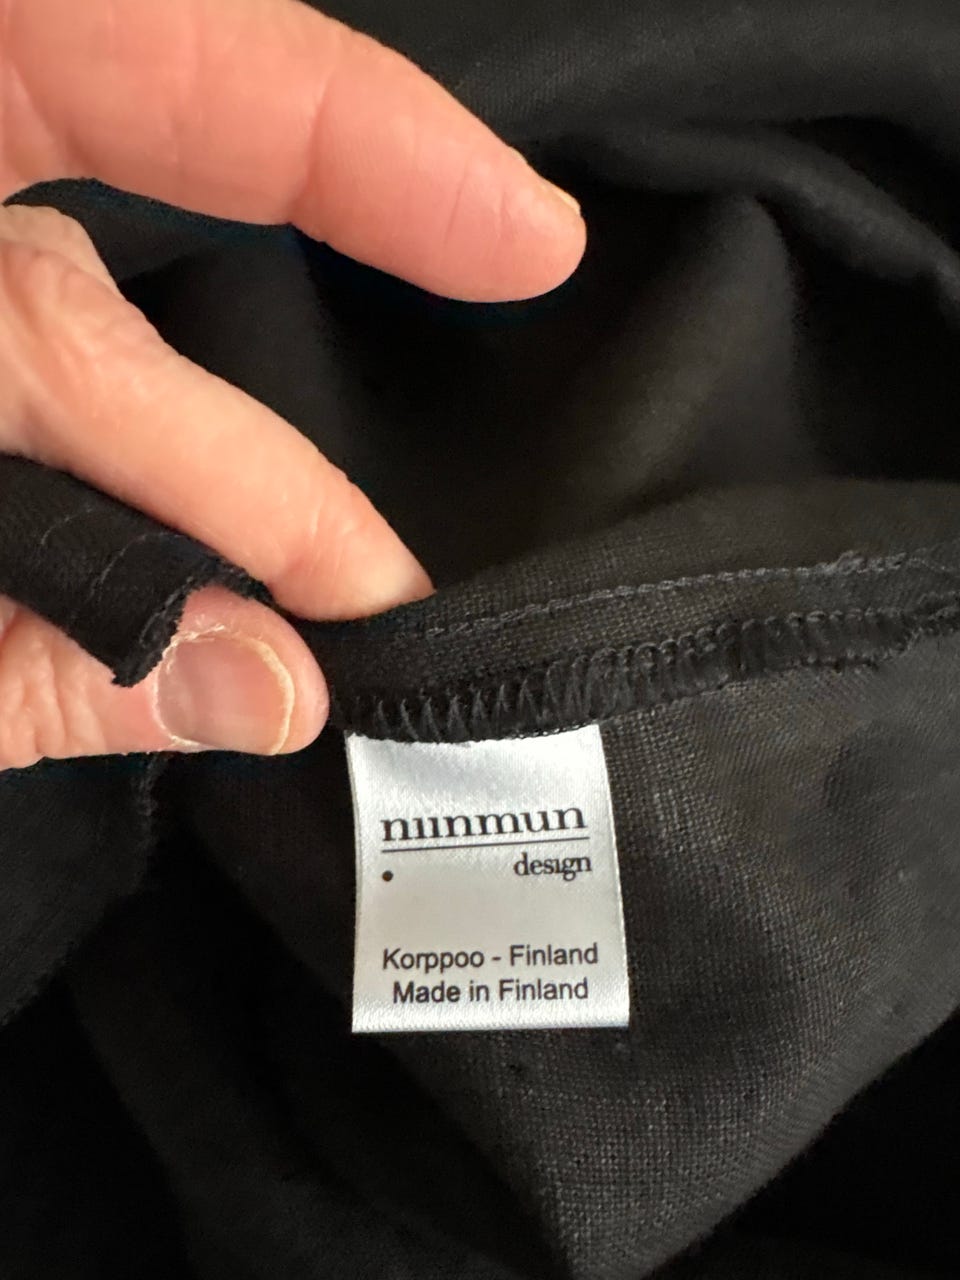 niinmun
design
Korppoo - Finland
Made in Finland